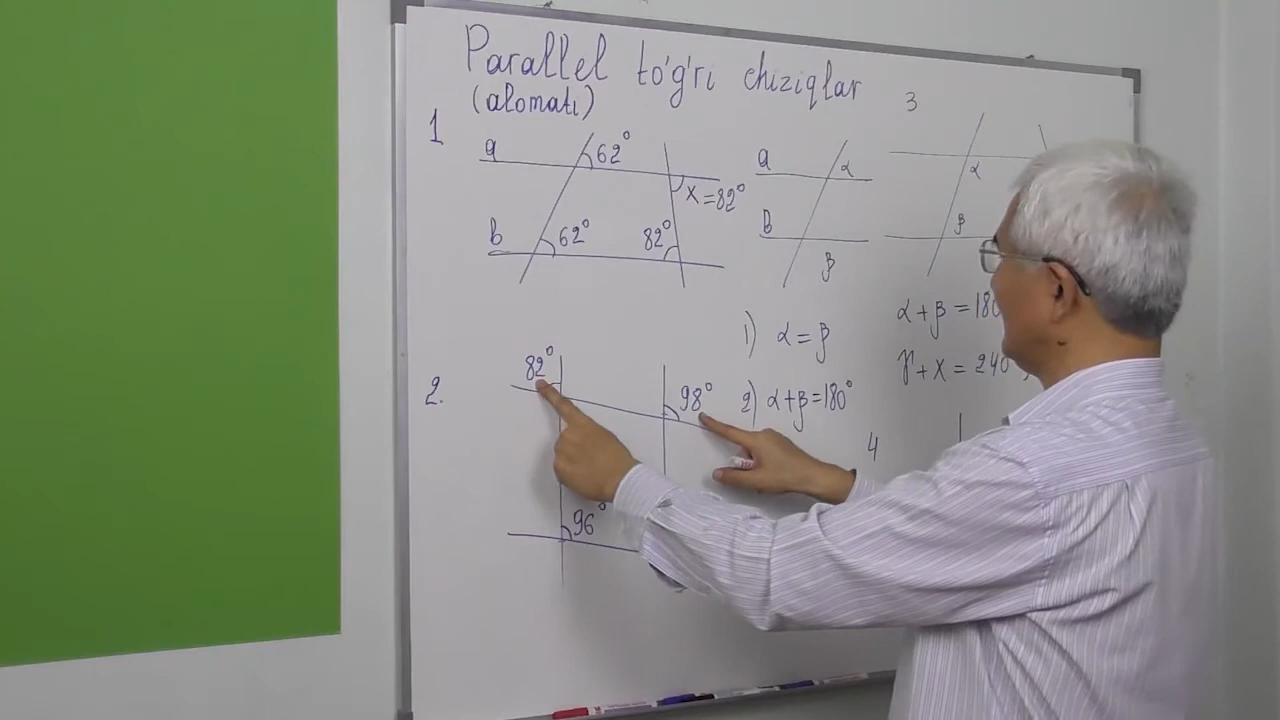 Parallel to'g'ri chiziqlar
(alomati)
1
a 62°
x=82°
b 62° 82°
a α
B
β
1) α = β
2) α+β=180°
3
α
β
α+β=180
γ+x=240
2.
82°
98°
96°
4